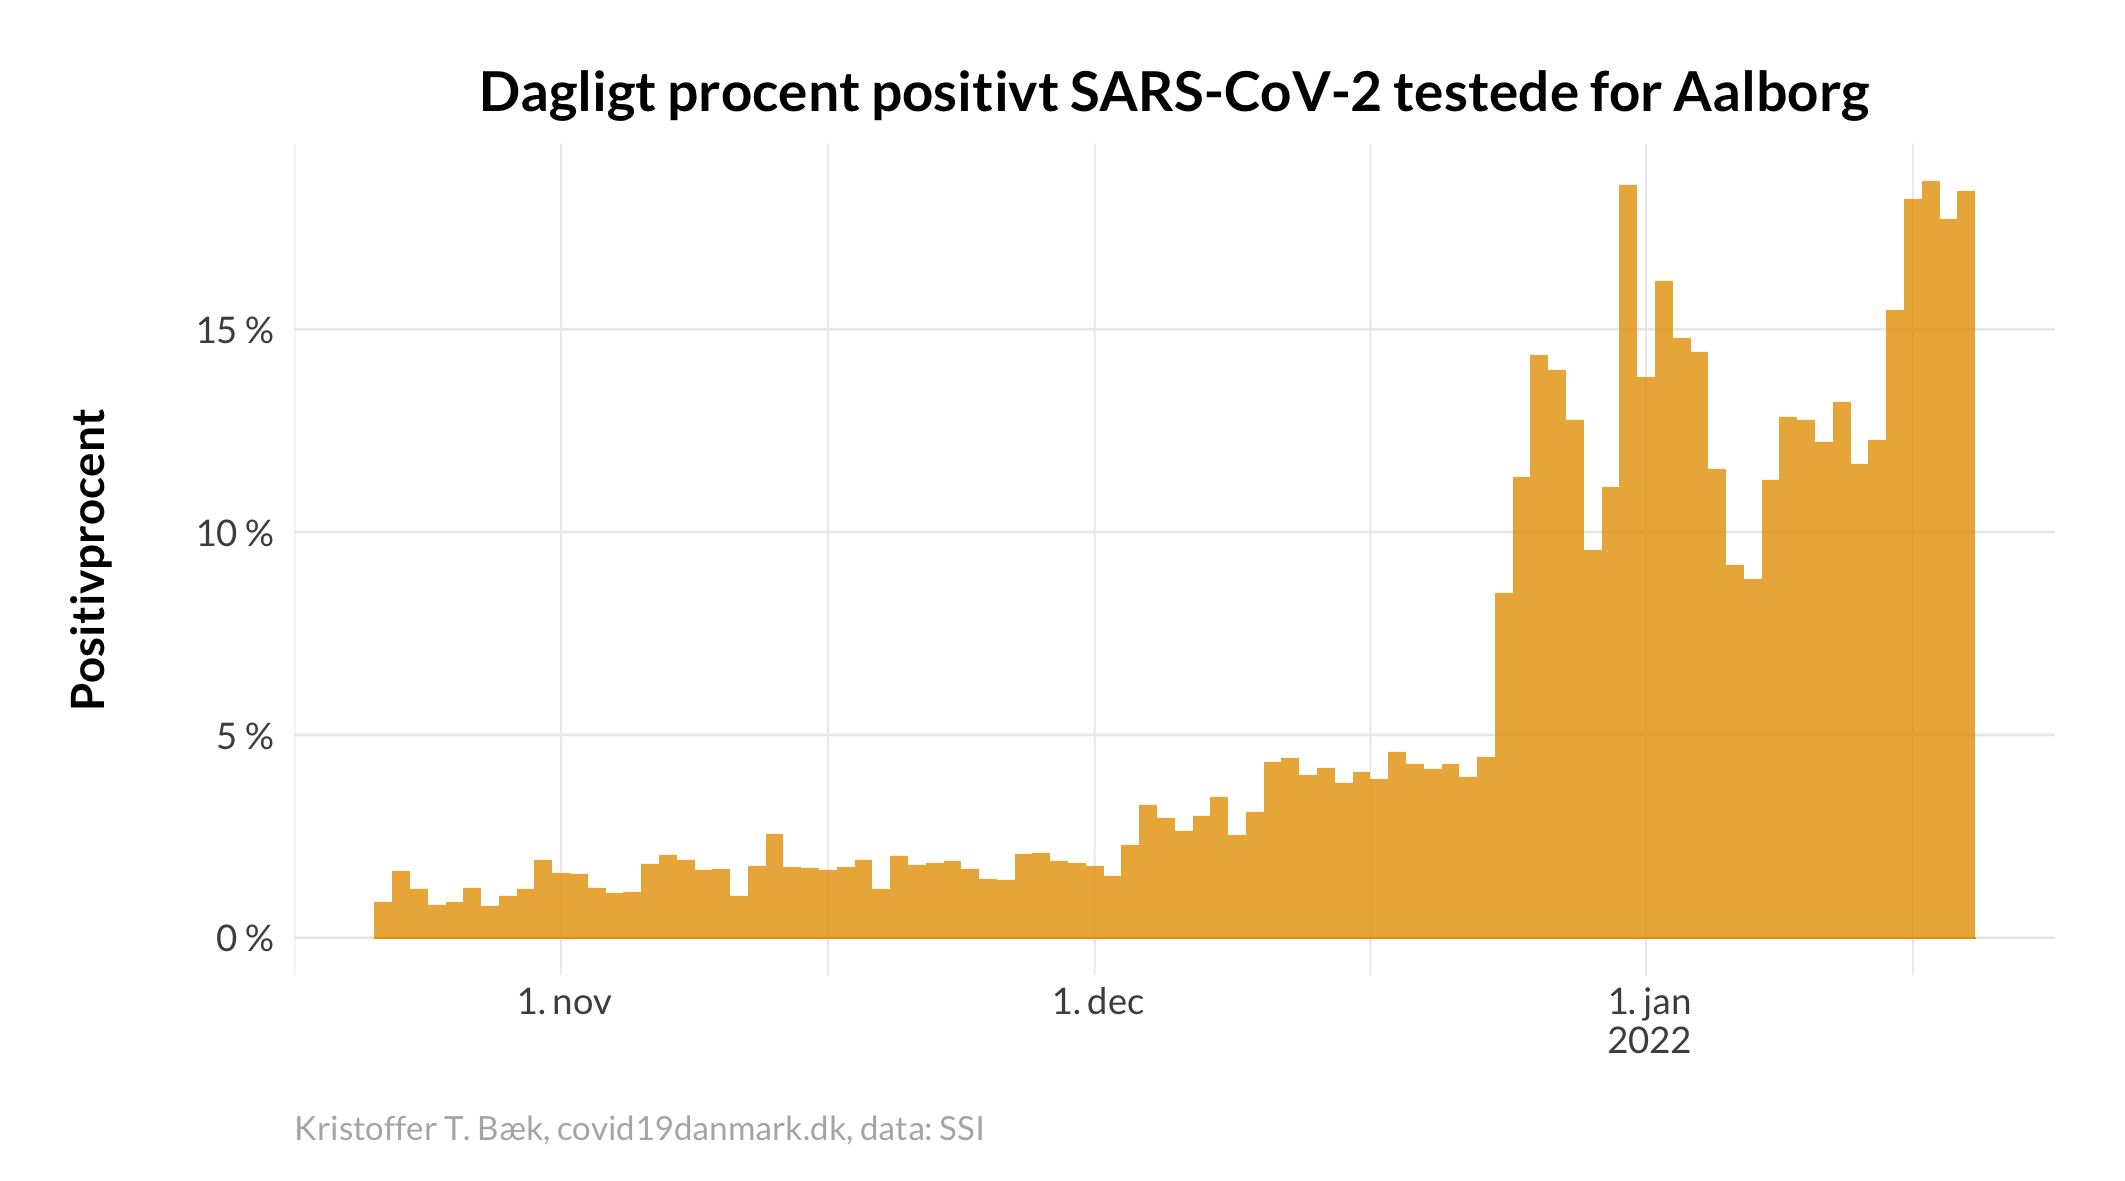 Dagligt procent positivt SARS-CoV-2 testede for Aalborg
Positivprocent
15 %
10 %
5 %
0 %
1. nov
1. dec
1. jan
2022
Kristoffer T. Bæk, covid19danmark.dk, data: SSI